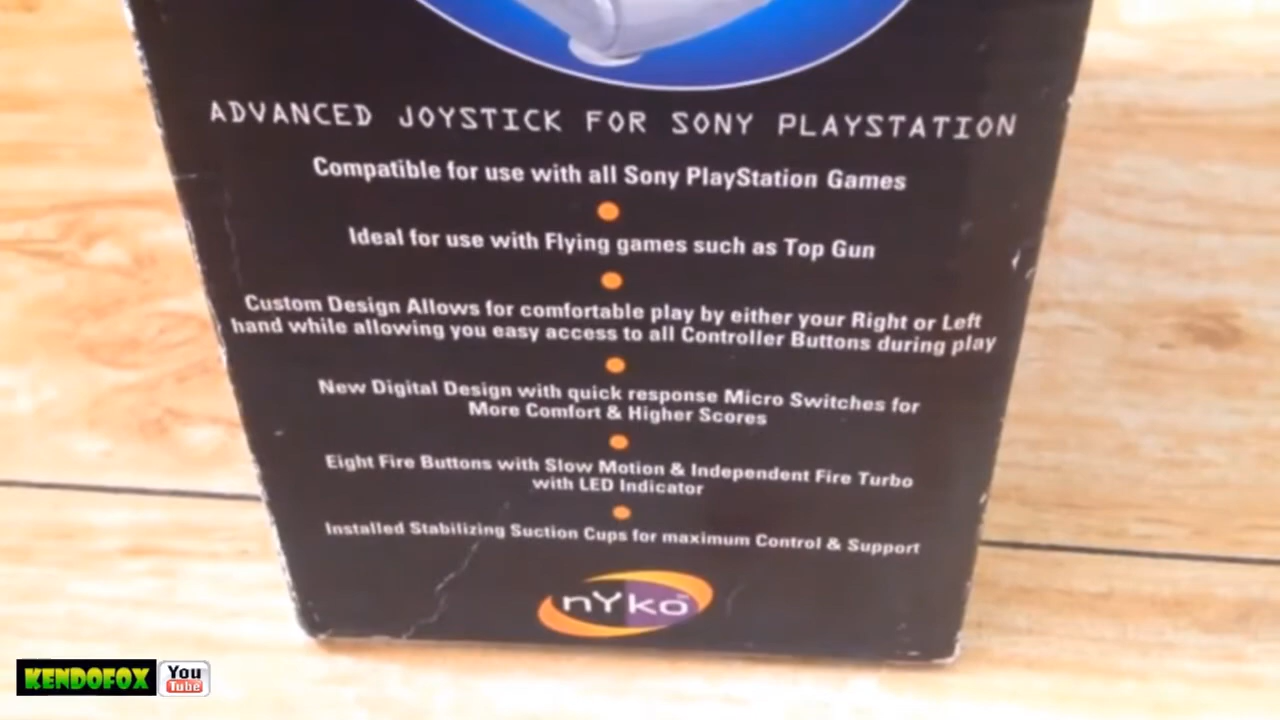 ADVANCED JOYSTICK FOR SONY PLAYSTATION
Compatible for use with all Sony PlayStation Games
Ideal for use with Flying games such as Top Gun
Custom Design Allows for comfortable play by either your Right or Left
hand while allowing you easy access to all Controller Buttons during play
New Digital Design with quick response Micro Switches for
More Comfort & Higher Scores
Eight Fire Buttons with Slow Motion & Independent Fire Turbo
with LED Indicator
Installed Stabilizing Suction Cups for maximum Control & Support
nYko
KENDOFOX
You
Tube